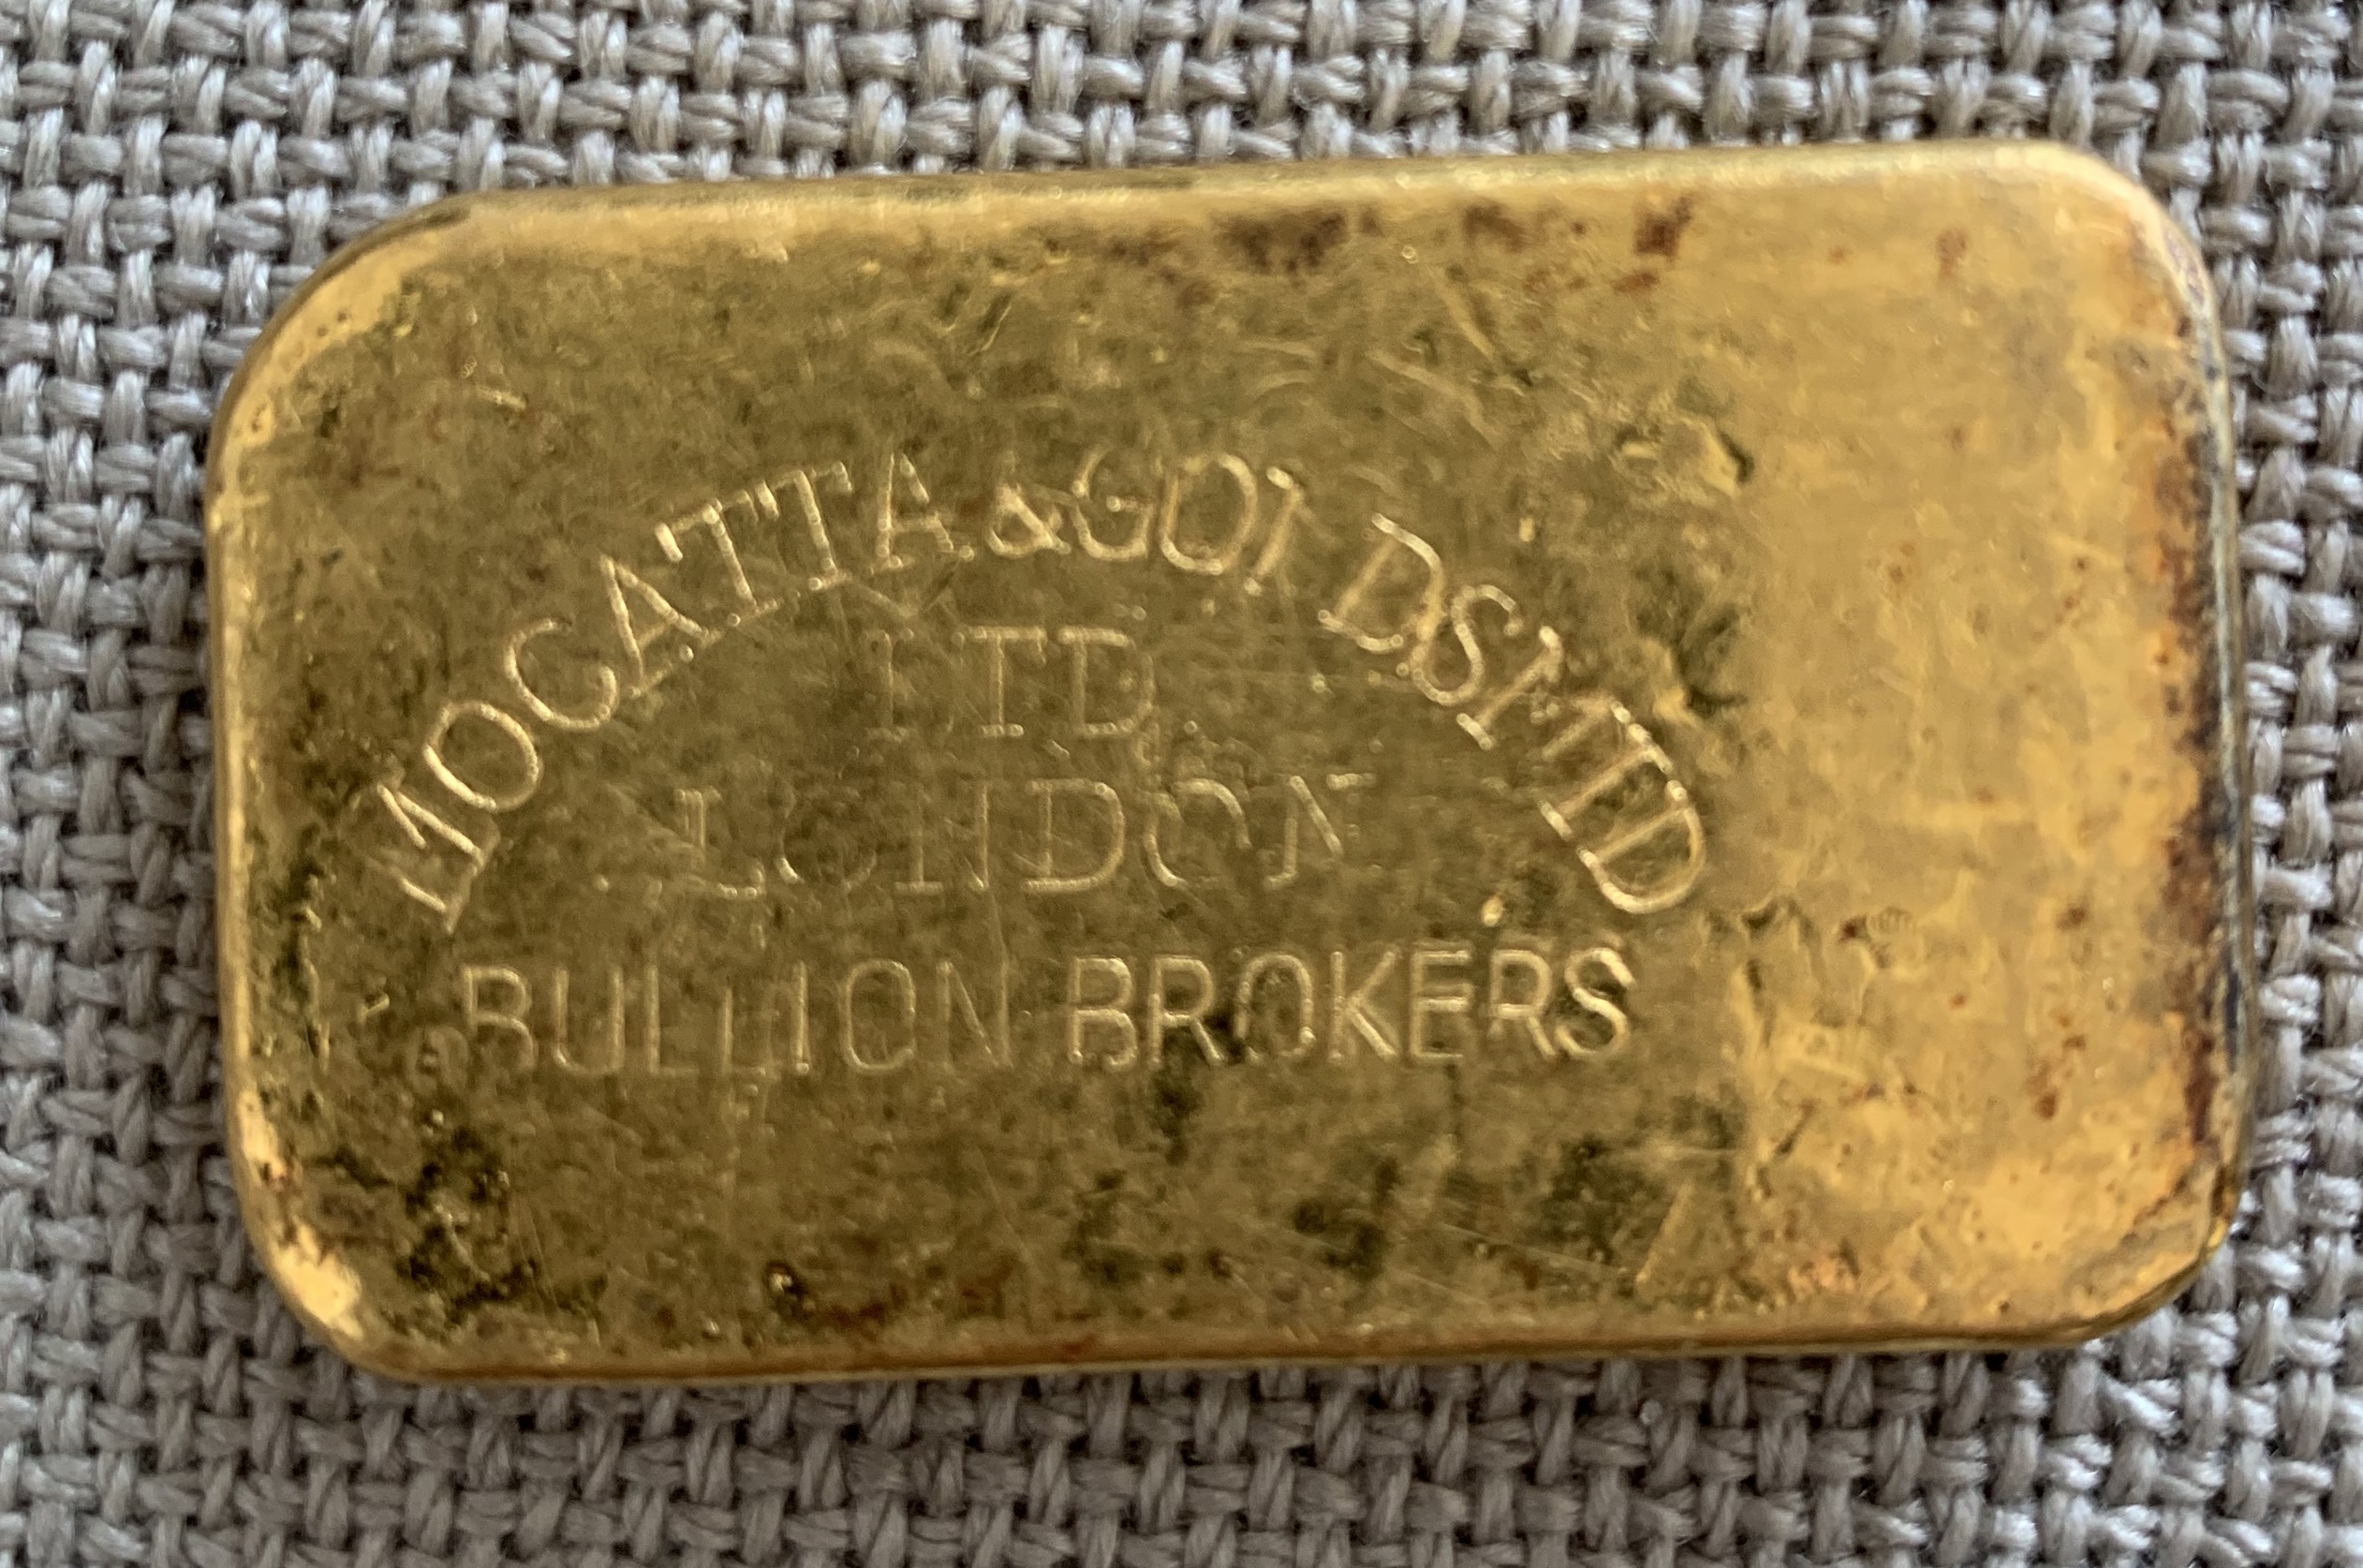 MOCATTA & GOLDSMID
LTD
LONDON
BULLION BROKERS